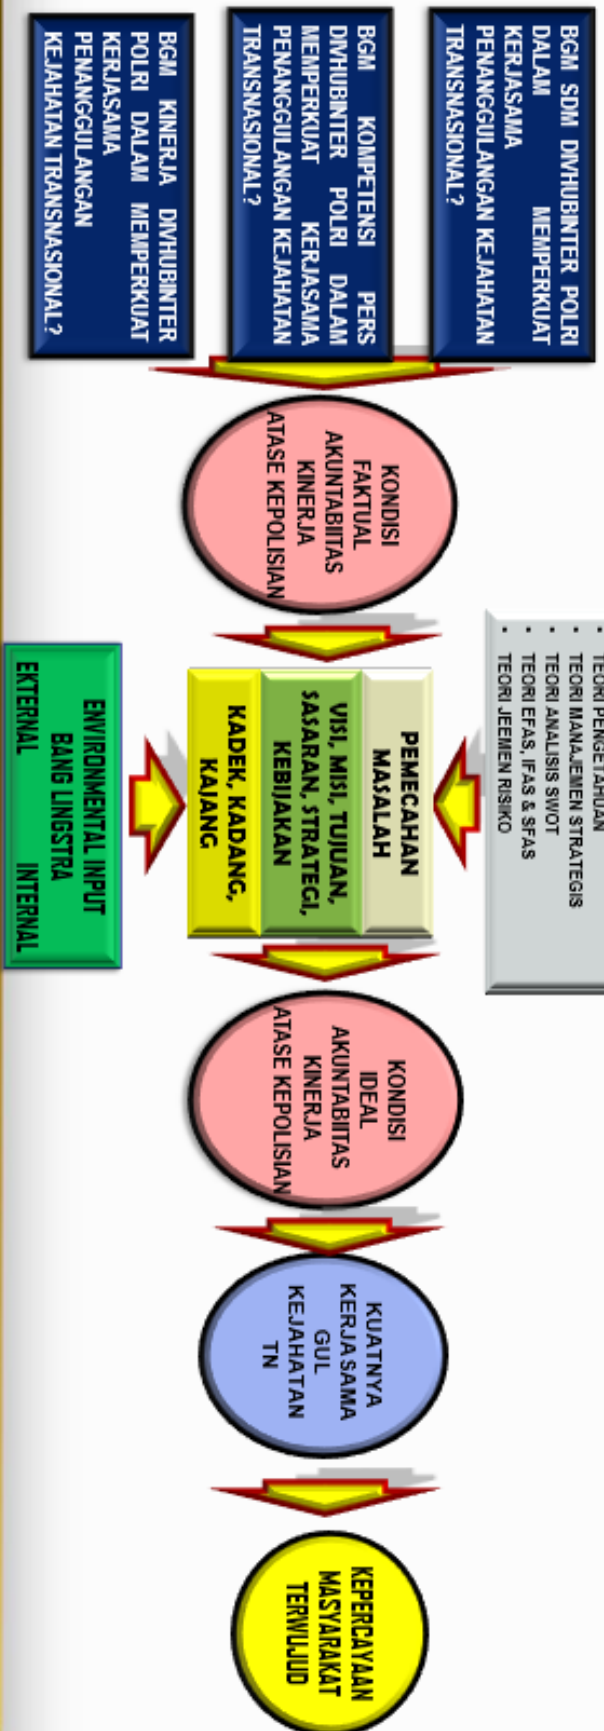 BGM SDM DIVHUBINTER POLRI
DALAM MEMPERKUAT
KERJASAMA
PENANGGULANGAN KEJAHATAN
TRANSNASIONAL?
BGM KOMPETENSI PERS
DIVHUBINTER POLRI DALAM
MEMPERKUAT KERJASAMA
PENANGGULANGAN KEJAHATAN
TRANSNASIONAL?
BGM KINERJA DIVHUBINTER
POLRI DALAM MEMPERKUAT
KERJASAMA
PENANGGULANGAN
KEJAHATAN TRANSNASIONAL?
KONDISI
FAKTUAL
AKUNTABIITAS
KINERJA
ATASE KEPOLISIAN
• TEORI PENGETAHUAN
• TEORI MANAJEMEN STRATEGIS
• TEORI ANALISIS SWOT
• TEORI EFAS, IFAS & SFAS
• TEORI JEEMEN RISIKO
PEMECAHAN
MASALAH
VISI, MISI, TUJUAN,
SASARAN, STRATEGI,
KEBIJAKAN
KADEK, KADANG,
KAJANG
ENVIRONMENTAL INPUT
BANG LINGSTRA
EKTERNAL INTERNAL
KONDISI
IDEAL
AKUNTABIITAS
KINERJA
ATASE KEPOLISIAN
KUATNYA
KERJASAMA
GUL
KEJAHATAN
TN
KEPERCAYAAN
MASYARAKAT
TERWUJUD